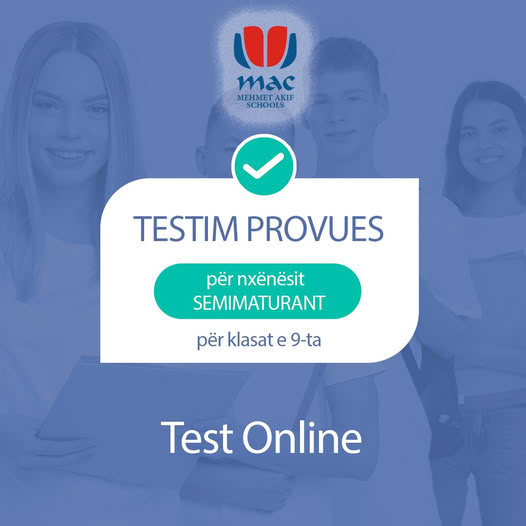 mac
MEHMET AKIF
SCHOOLS
TESTIM PROVUES
për nxënësit
SEMIMATURANT
për klasat e 9-ta
Test Online